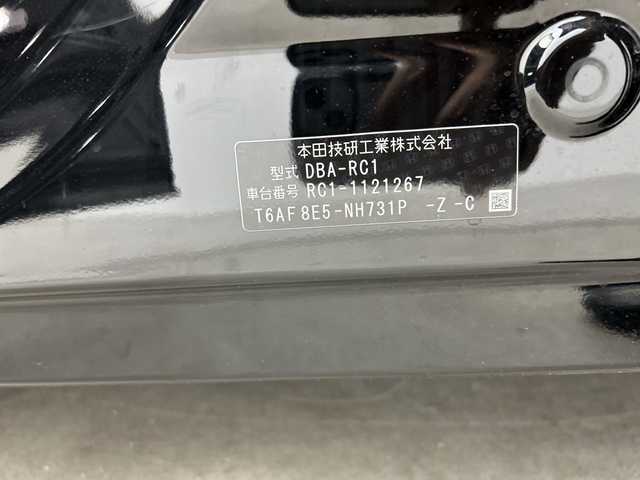 本田技研工業株式会社
型式 DBA-RC1
車台番号 RC1-1121267
T6AF 8E5-NH731P -Z -C